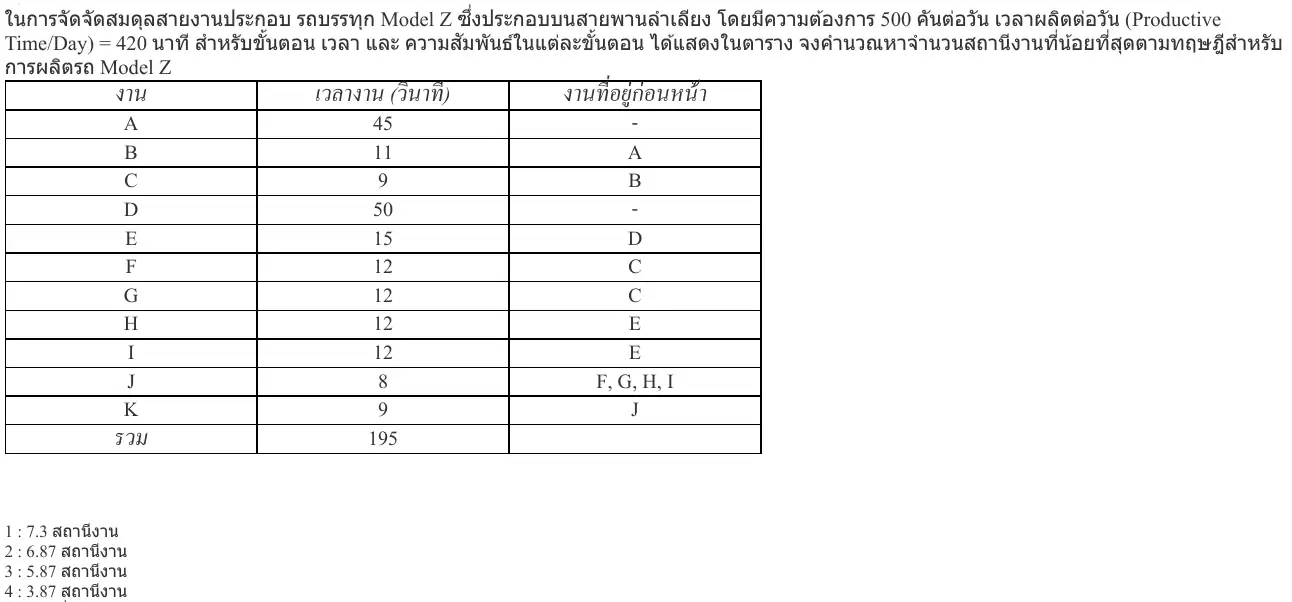 ในการจัดจัดสมดุลสายงานประกอบ รถบรรทุก Model Z ซึ่งประกอบบนสายพานลำเลียง โดยมีความต้องการ 500 คันต่อวัน เวลาผลิตต่อวัน (Productive
Time/Day) = 420 นาที สำหรับขั้นตอน เวลา และ ความสัมพันธ์ในแต่ละขั้นตอน ได้แสดงในตาราง จงคำนวณหาจำนวนสถานีงานที่น้อยที่สุดตามทฤษฎีสำหรับ
การผลิตรถ Model Z
งาน เวลางาน (วินาที) งานที่อยู่ก่อนหน้า
A 45 -
B 11 A
C 9 B
D 50 -
E 15 D
F 12 C
G 12 C
H 12 E
I 12 E
J 8 F, G, H, I
K 9 J
รวม 195
1 : 7.3 สถานีงาน
2 : 6.87 สถานีงาน
3 : 5.87 สถานีงาน
4 : 3.87 สถานีงาน